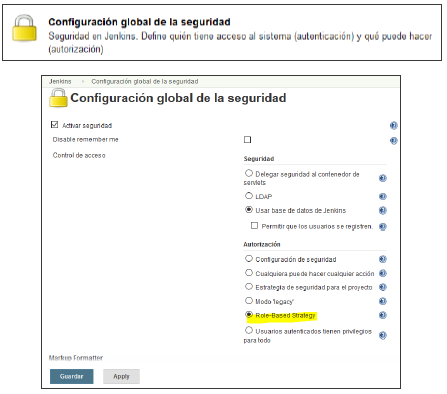 Configuración global de la seguridad
Seguridad en Jenkins. Define quién tiene acceso al sistema (autenticación) y qué puede hacer
(autorización)
Jenkins
Configuración global de la seguridad
Configuración global de la seguridad
Activar seguridad
Disable remember me
Control de acceso
Seguridad
Delegar seguridad al contenedor de
servlets
LDAP
Usar base de datos de Jenkins
Permitir que los usuarios se registren.
Autorización
Configuración de seguridad
Cualquiera puede hacer cualquier acción
Estrategia de seguridad para el proyecto
Modo 'legacy'
Role-Based Strategy
Usuarios autenticados tienen privilegios
para todo
Markup Formatter
Guardar
Apply